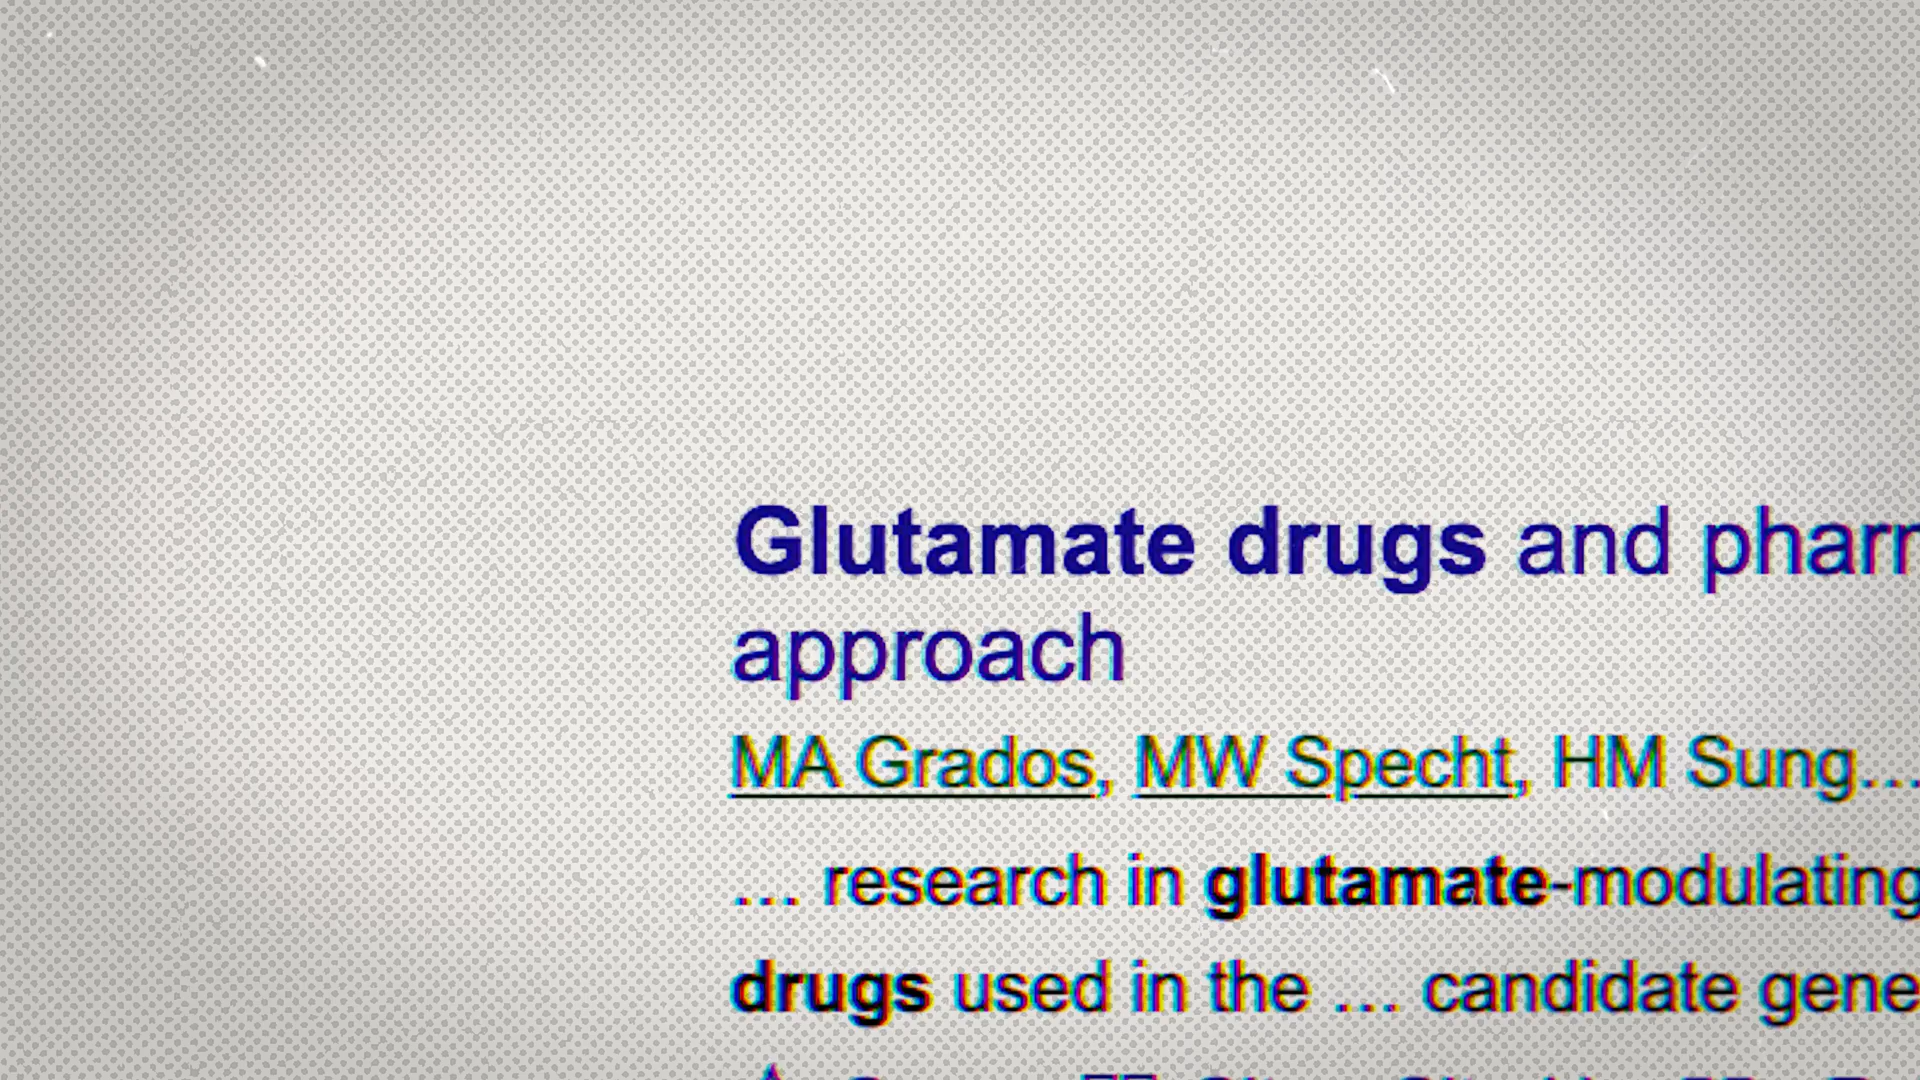 Glutamate drugs and
approach
MA Grados, MW Specht, HM Sung…
… research in glutamate-modulating
drugs used in the … candidate gene